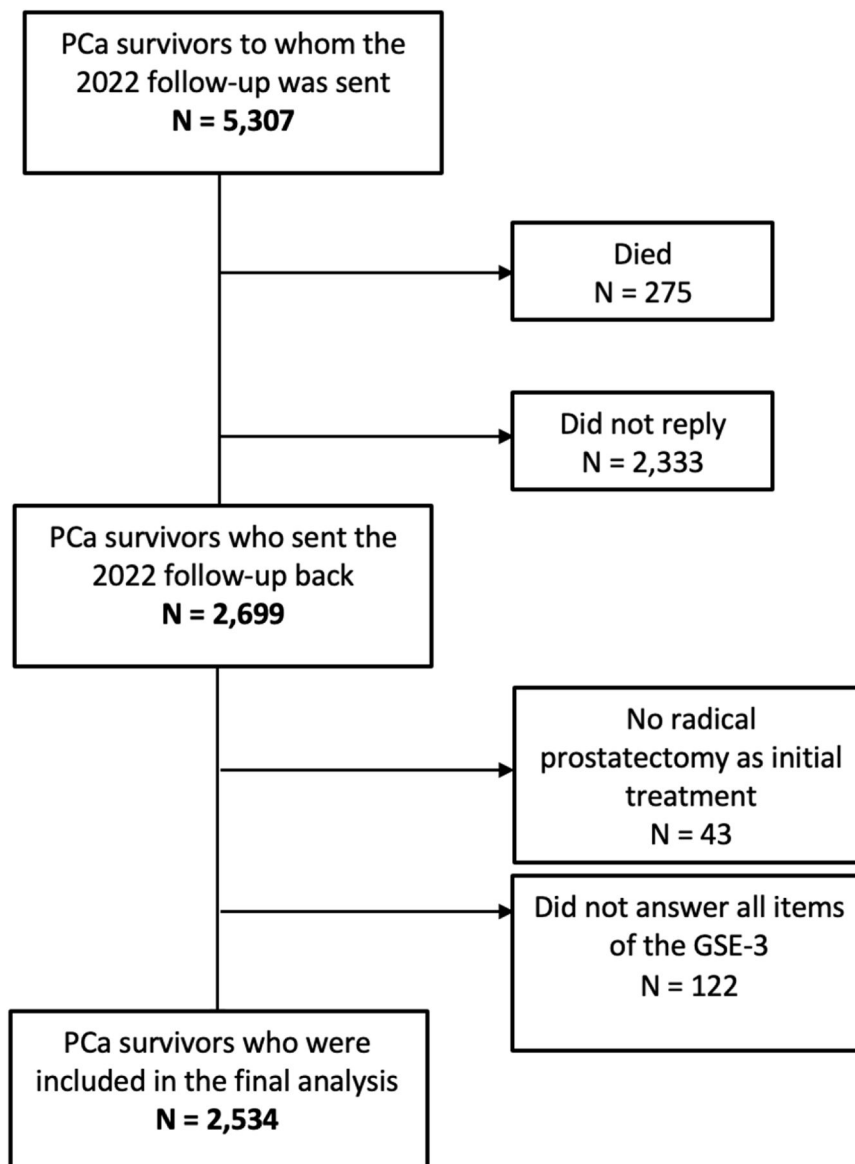 PCa survivors to whom the
2022 follow-up was sent
N = 5,307
Died
N = 275
Did not reply
N = 2,333
PCa survivors who sent the
2022 follow-up back
N = 2,699
No radical
prostatectomy as initial
treatment
N = 43
Did not answer all items
of the GSE-3
N = 122
PCa survivors who were
included in the final analysis
N = 2,534